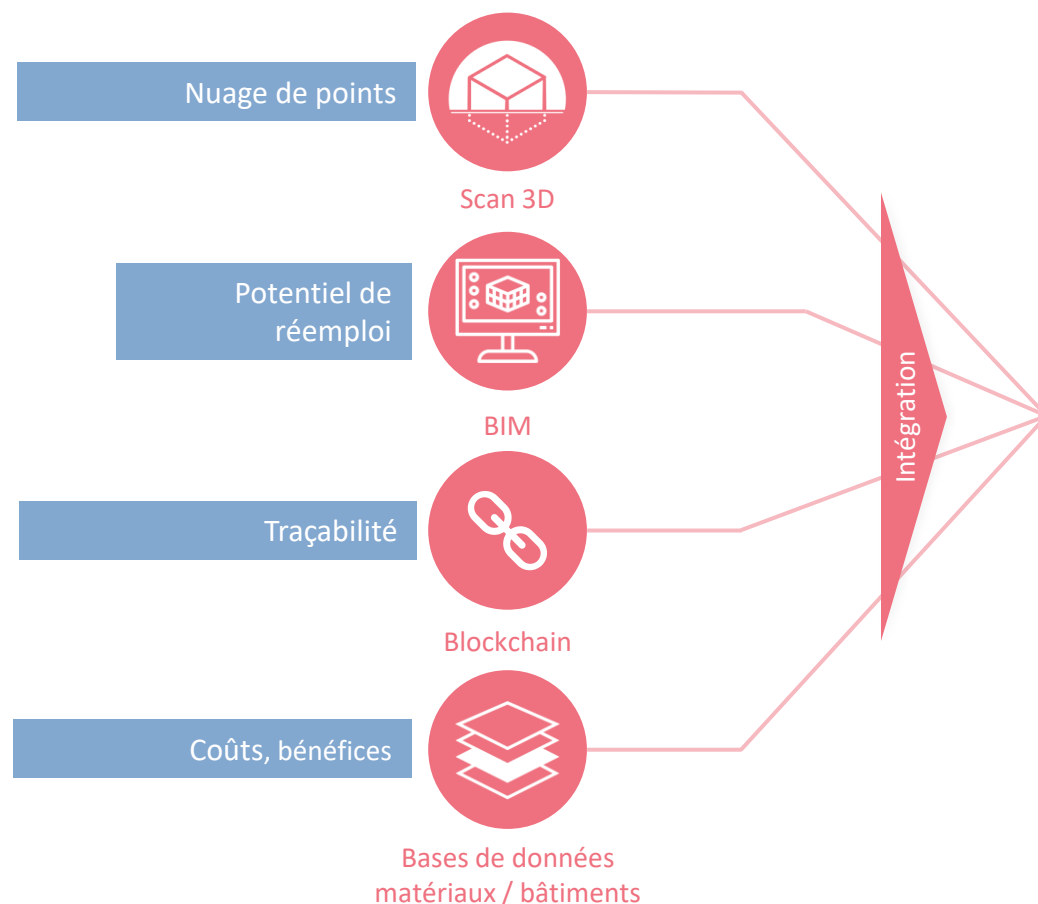 Nuage de points
Scan 3D
Potentiel de
réemploi
BIM
Intégration
Traçabilité
Blockchain
Coûts, bénéfices
Bases de données
matériaux / bâtiments